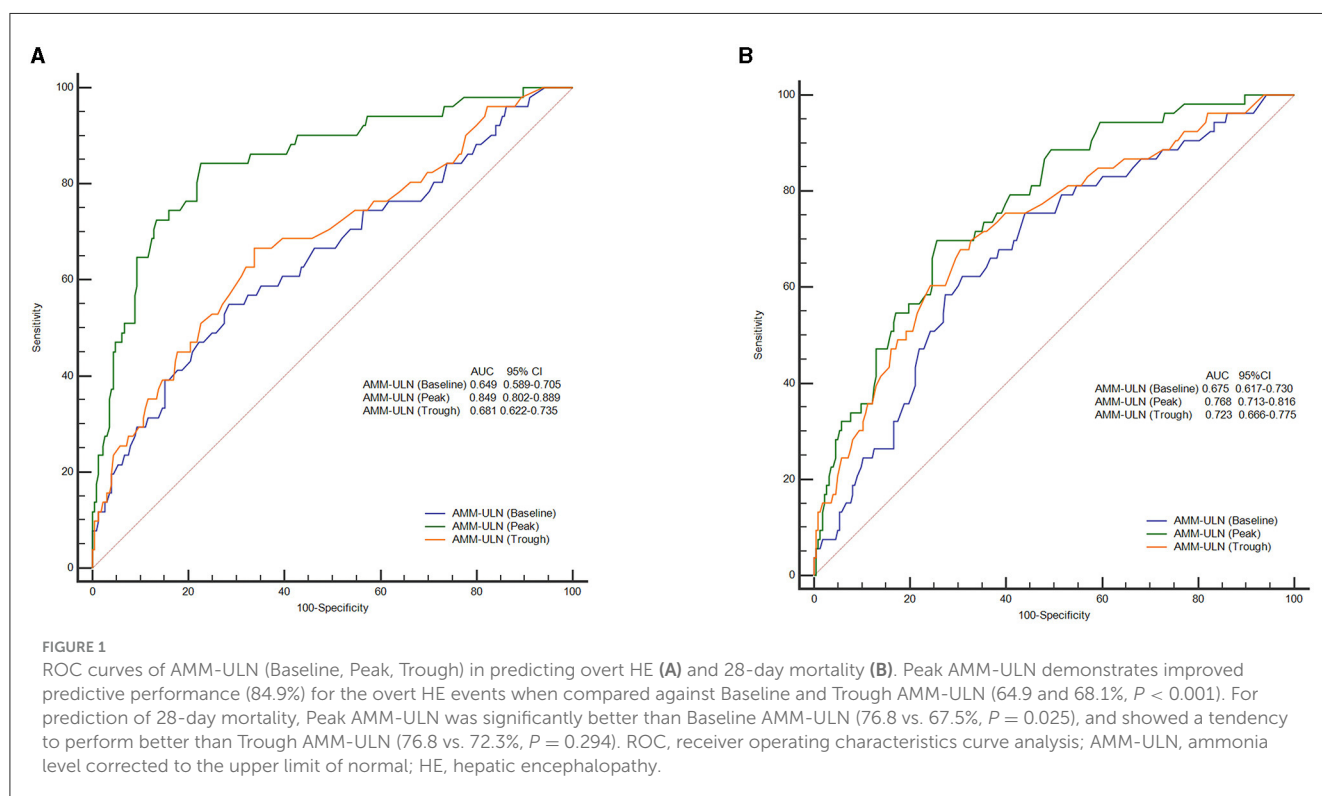 A
100
80
60
40
20
0
Sensitivity
AUC 95% CI
AMM-ULN (Baseline) 0.649 0.589-0.705
AMM-ULN (Peak) 0.849 0.802-0.889
AMM-ULN (Trough) 0.681 0.622-0.735
AMM-ULN (Baseline)
AMM-ULN (Peak)
AMM-ULN (Trough)
0 20 40 60 80 100
100-Specificity
B
100
80
60
40
20
0
Sensitivity
AUC 95%CI
AMM-ULN (Baseline) 0.675 0.617-0.730
AMM-ULN (Peak) 0.768 0.713-0.816
AMM-ULN (Trough) 0.723 0.666-0.775
AMM-ULN (Baseline)
AMM-ULN (Peak)
AMM-ULN (Trough)
0 20 40 60 80 100
100-Specificity
FIGURE 1
ROC curves of AMM-ULN (Baseline, Peak, Trough) in predicting overt HE (A) and 28-day mortality (B). Peak AMM-ULN demonstrates improved
predictive performance (84.9%) for the overt HE events when compared against Baseline and Trough AMM-ULN (64.9 and 68.1%, P < 0.001). For
prediction of 28-day mortality, Peak AMM-ULN was significantly better than Baseline AMM-ULN (76.8 vs. 67.5%, P = 0.025), and showed a tendency
to perform better than Trough AMM-ULN (76.8 vs. 72.3%, P = 0.294). ROC, receiver operating characteristics curve analysis; AMM-ULN, ammonia
level corrected to the upper limit of normal; HE, hepatic encephalopathy.